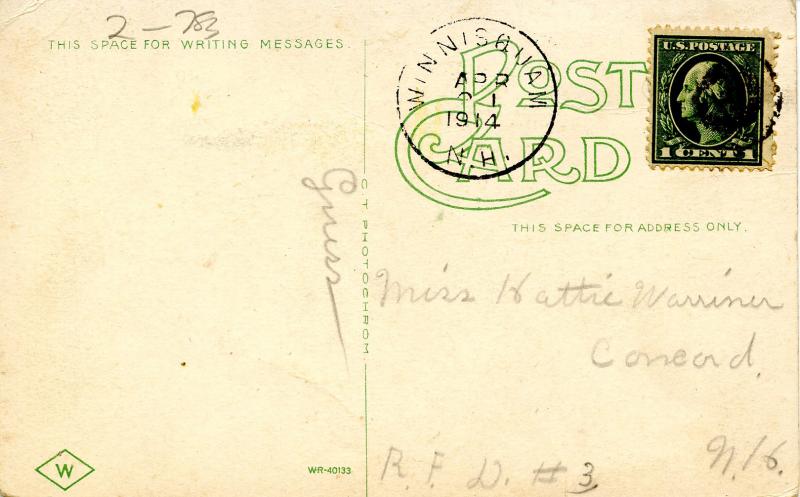 2-783
THIS SPACE FOR WRITING MESSAGES.
POST
CARD
WINNISQUAM
APR
21
1914
N.H.
U.S. POSTAGE
1 CENT 1
THIS SPACE FOR ADDRESS ONLY.
Guess
C T PHOTOCHROM
Miss Hattie Warriner
Concord,
R. F. D. #3
N.H.
W
WR-40133